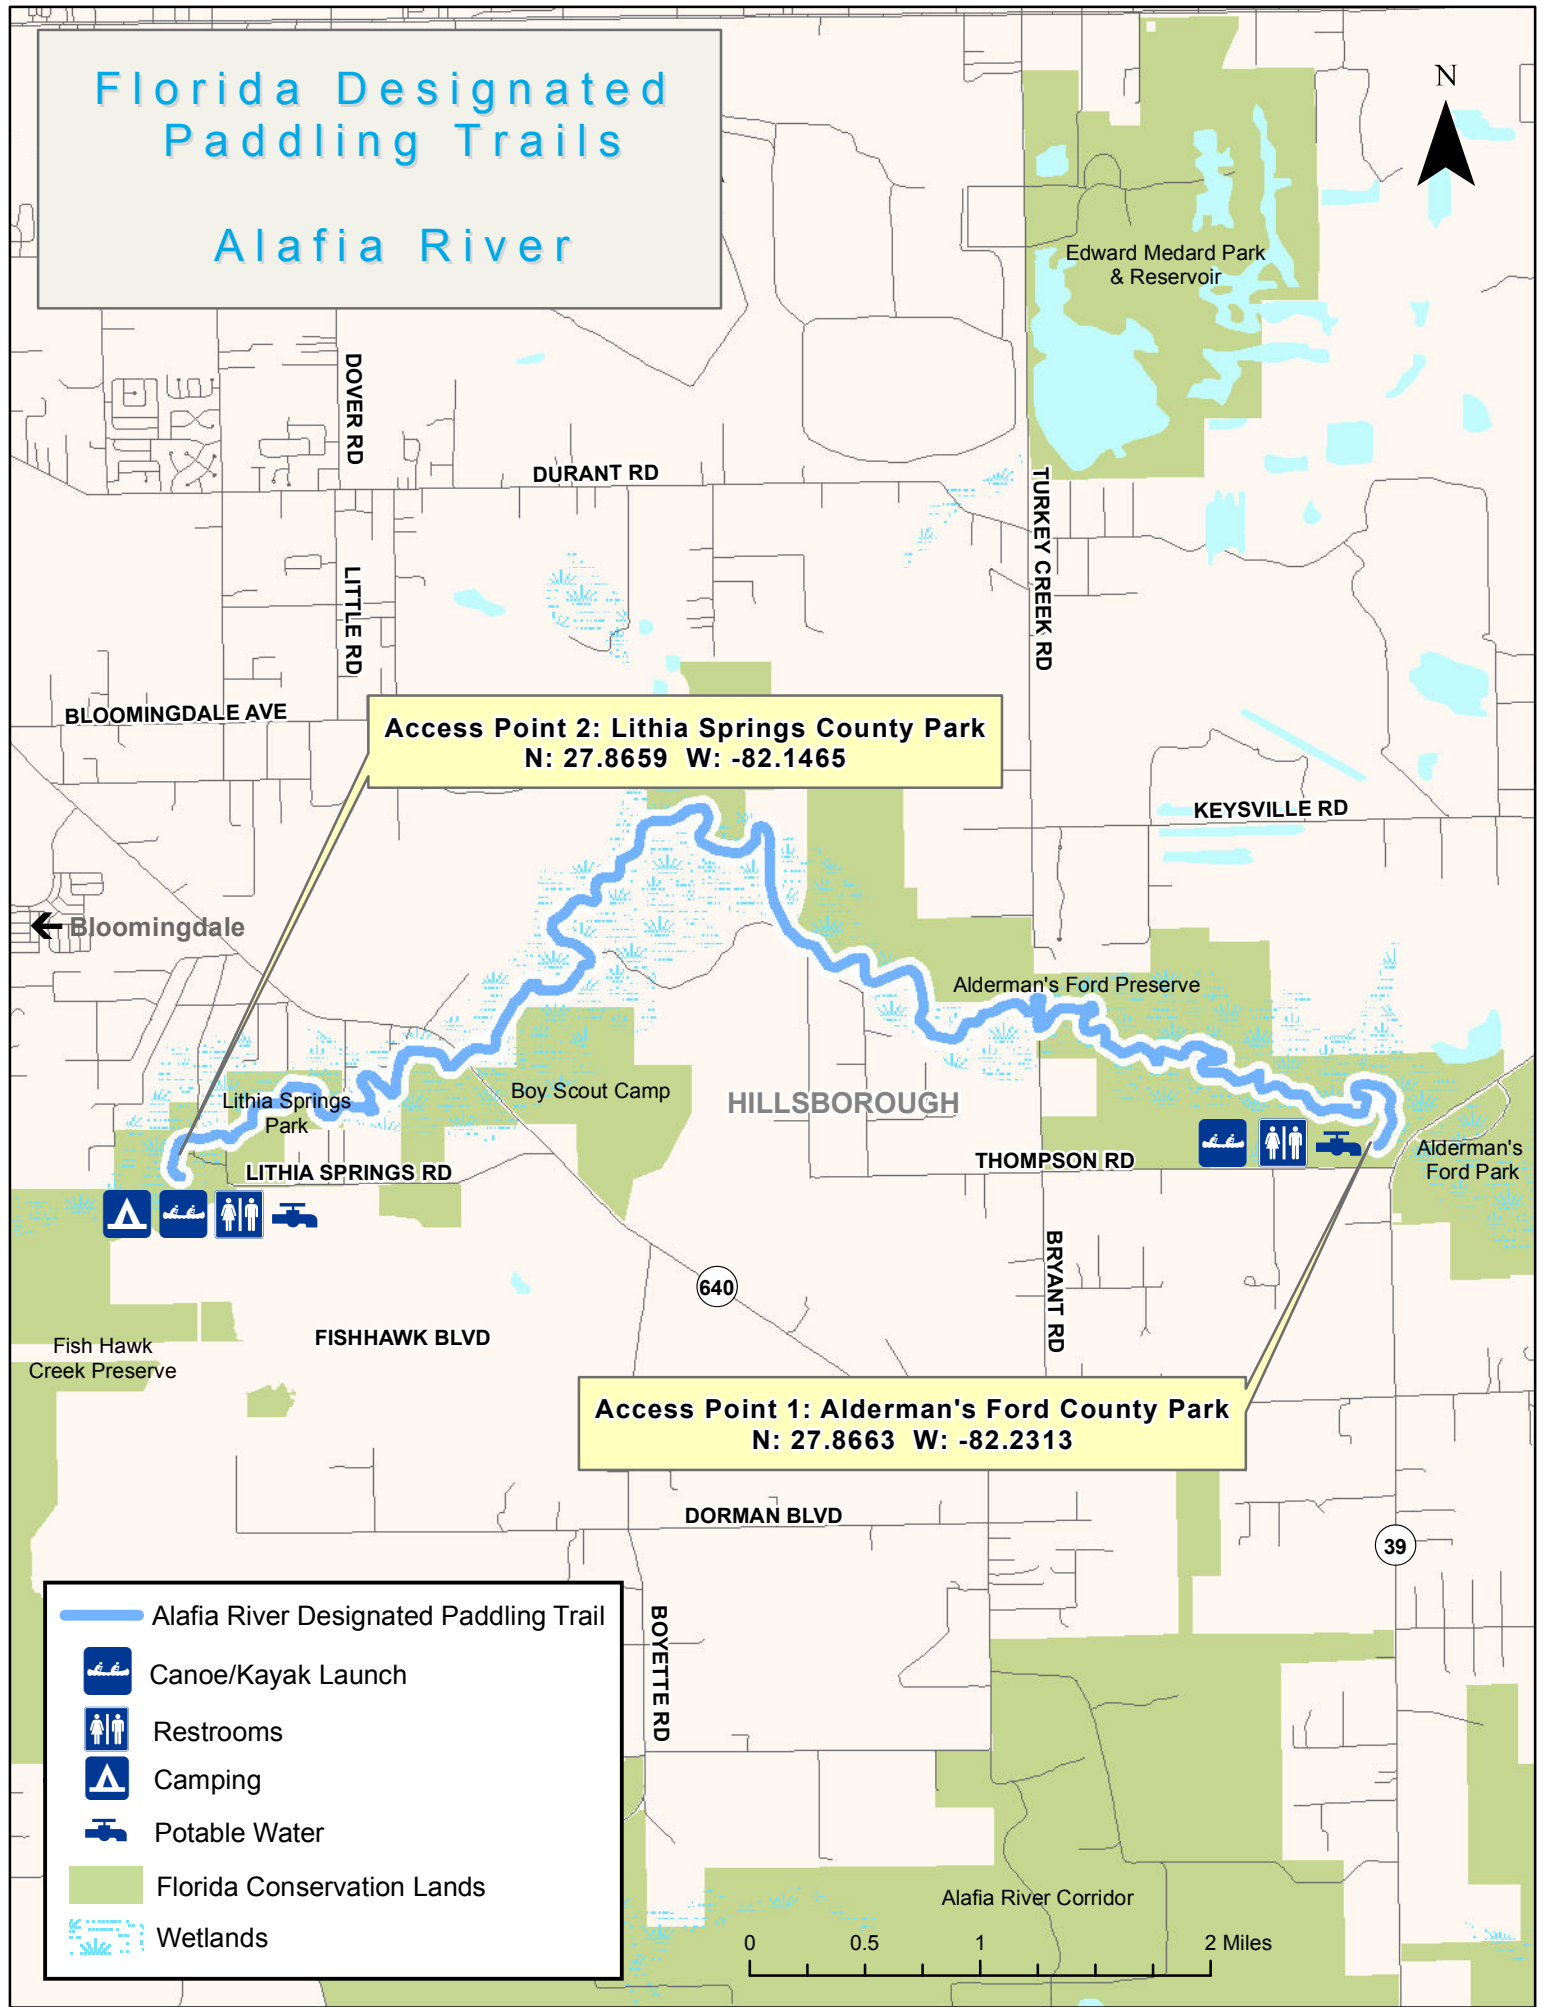 Florida Designated
Paddling Trails
Alafia River
N
Edward Medard Park
& Reservoir
DOVER RD
DURANT RD
TURKEY CREEK RD
LITTLE RD
BLOOMINGDALE AVE
Access Point 2: Lithia Springs County Park
N: 27.8659 W: -82.1465
KEYSVILLE RD
Bloomingdale
Alderman's Ford Preserve
Boy Scout Camp
Lithia Springs
Park
HILLSBOROUGH
LITHIA SPRINGS RD
THOMPSON RD
Alderman's
Ford Park
BRYANT RD
640
Fish Hawk
Creek Preserve
FISHHAWK BLVD
Access Point 1: Alderman's Ford County Park
N: 27.8663 W: -82.2313
DORMAN BLVD
39
BOYETTE RD
Alafia River Designated Paddling Trail
Canoe/Kayak Launch
Restrooms
Camping
Potable Water
Florida Conservation Lands
Wetlands
Alafia River Corridor
0 0.5 1 2 Miles